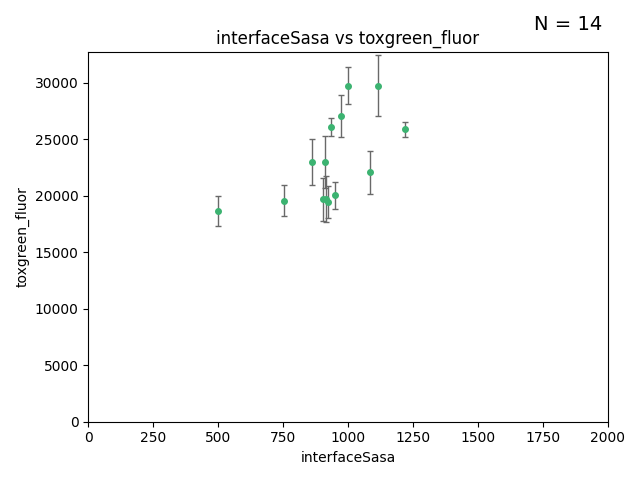 N = 14
interfaceSasa vs toxgreen_fluor
30000
25000
20000
15000
10000
5000
0
toxgreen_fluor
0 250 500 750 1000 1250 1500 1750 2000
interfaceSasa